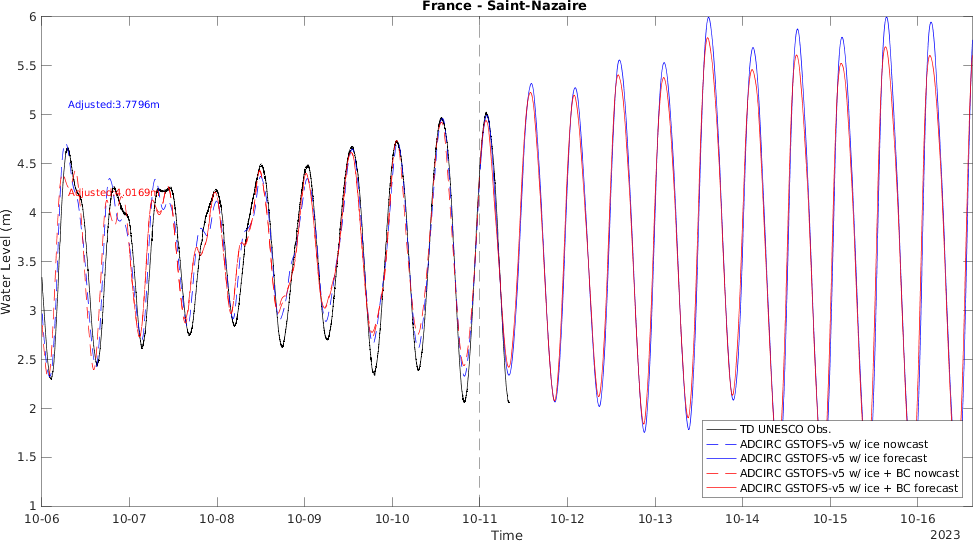 France - Saint-Nazaire
Water Level (m)
6
5.5
5
4.5
4
3.5
3
2.5
2
1.5
1
Adjusted:3.7796m
Adjusted:4.0169m
TD UNESCO Obs.
ADCIRC GSTOFS-v5 w/ ice nowcast
ADCIRC GSTOFS-v5 w/ ice forecast
ADCIRC GSTOFS-v5 w/ ice + BC nowcast
ADCIRC GSTOFS-v5 w/ ice + BC forecast
10-06 10-07 10-08 10-09 10-10 10-11 10-12 10-13 10-14 10-15 10-16
Time
2023